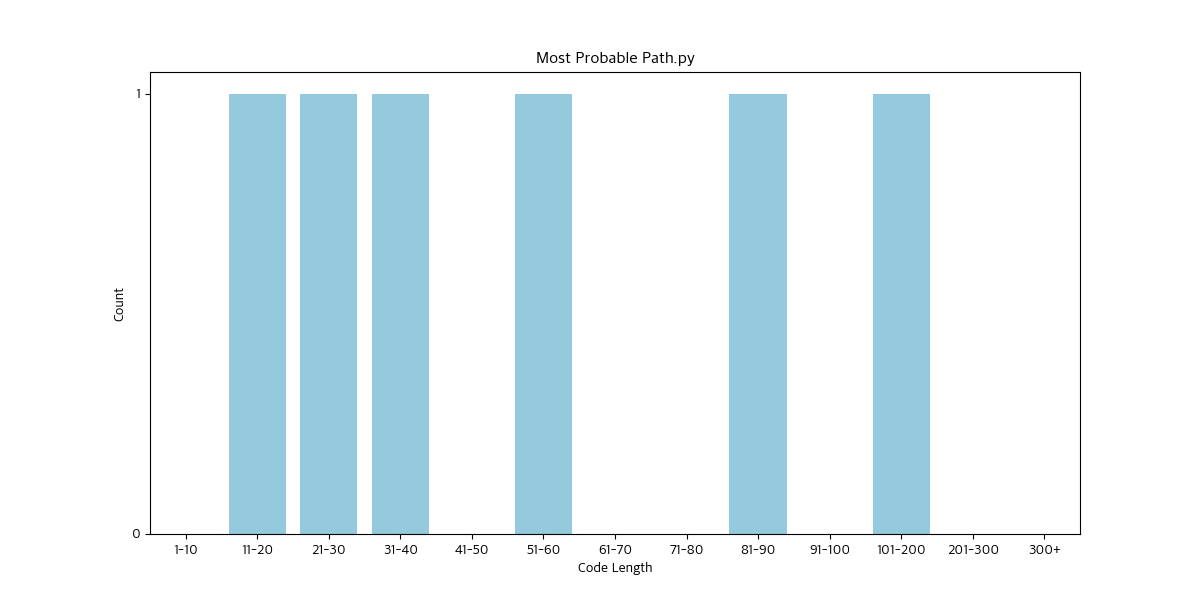 Most Probable Path.py
1
Count
0
1-10 11-20 21-30 31-40 41-50 51-60 61-70 71-80 81-90 91-100 101-200 201-300 300+
Code Length